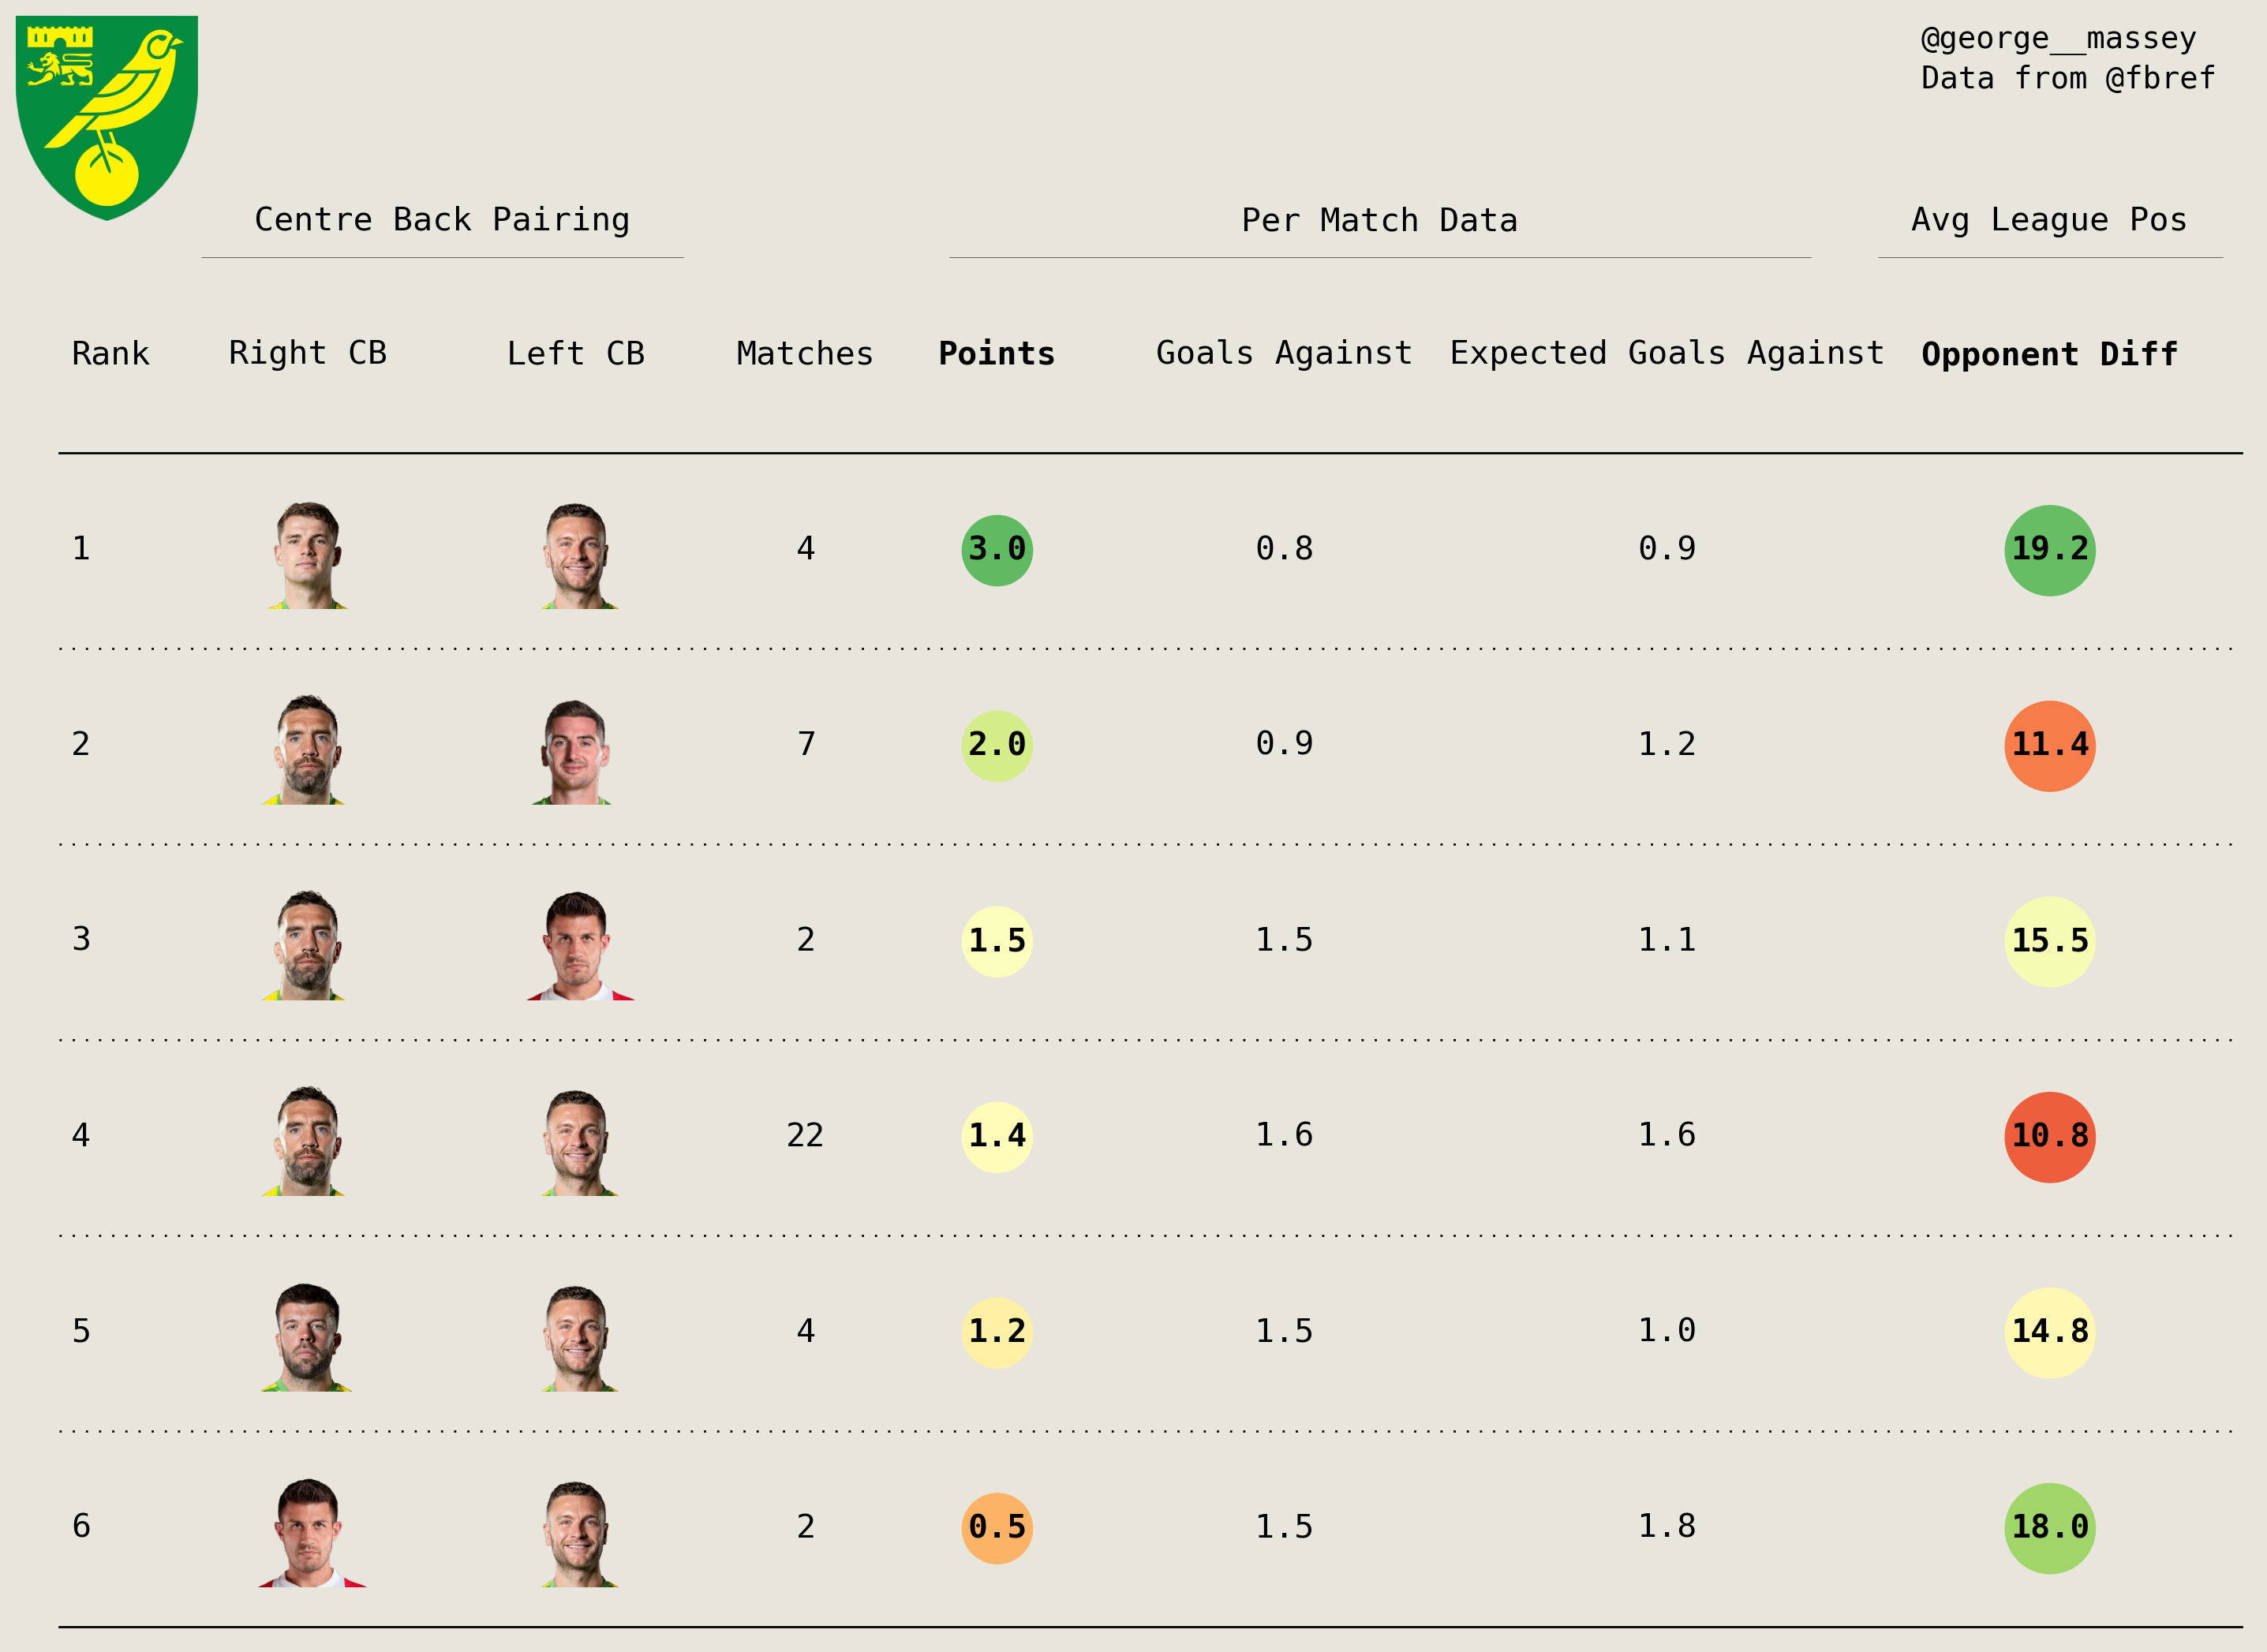 @george__massey
Data from @fbref
Centre Back Pairing Per Match Data Avg League Pos
Rank Right CB Left CB Matches Points Goals Against Expected Goals Against Opponent Diff
1 4 3.0 0.8 0.9 19.2
2 7 2.0 0.9 1.2 11.4
3 2 1.5 1.5 1.1 15.5
4 22 1.4 1.6 1.6 10.8
5 4 1.2 1.5 1.0 14.8
6 2 0.5 1.5 1.8 18.0